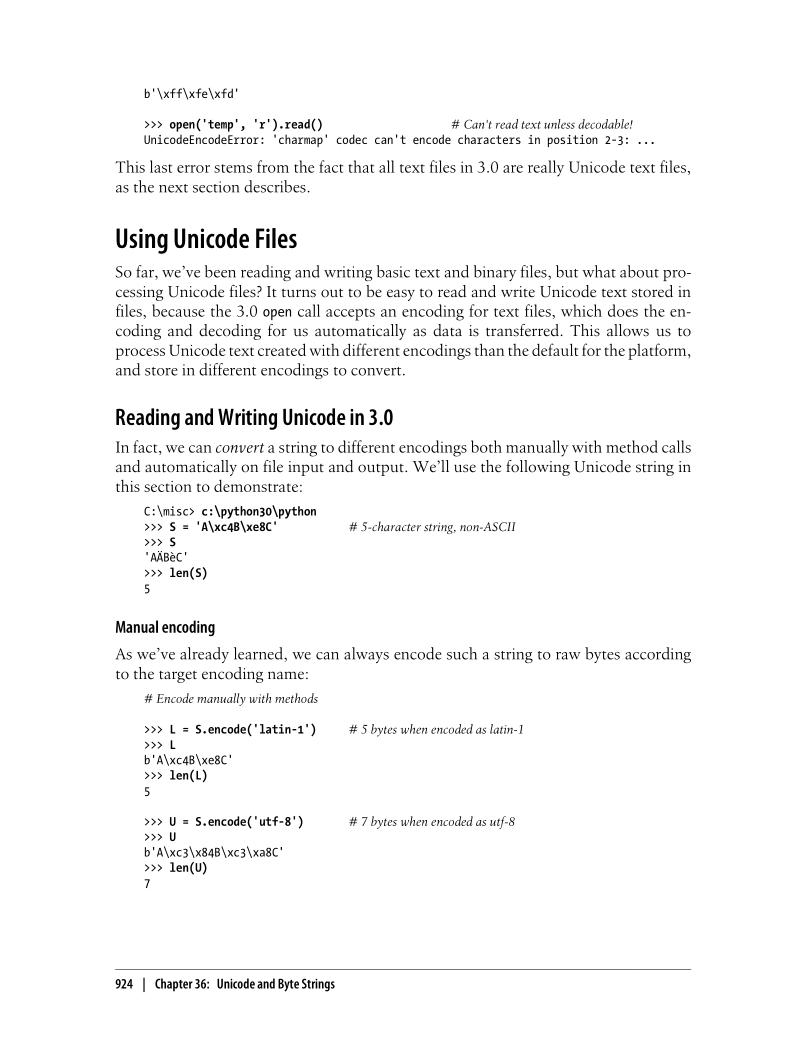 b'\xff\xfe\xfd'
>>> open('temp', 'r').read() # Can't read text unless decodable!
UnicodeEncodeError: 'charmap' codec can't encode characters in position 2-3: ...
This last error stems from the fact that all text files in 3.0 are really Unicode text files,
as the next section describes.
Using Unicode Files
So far, we've been reading and writing basic text and binary files, but what about pro-
cessing Unicode files? It turns out to be easy to read and write Unicode text stored in
files, because the 3.0 open call accepts an encoding for text files, which does the en-
coding and decoding for us automatically as data is transferred. This allows us to
process Unicode text created with different encodings than the default for the platform,
and store in different encodings to convert.
Reading and Writing Unicode in 3.0
In fact, we can convert a string to different encodings both manually with method calls
and automatically on file input and output. We'll use the following Unicode string in
this section to demonstrate:
C:\misc> c:\python30\python
>>> S = 'A\xc4B\xe8C' # 5-character string, non-ASCII
>>> S
'AÄBèC'
>>> len(S)
5
Manual encoding
As we've already learned, we can always encode such a string to raw bytes according
to the target encoding name:
# Encode manually with methods
>>> L = S.encode('latin-1') # 5 bytes when encoded as latin-1
>>> L
b'A\xc4B\xe8C'
>>> len(L)
5
>>> U = S.encode('utf-8') # 7 bytes when encoded as utf-8
>>> U
b'A\xc3\x84B\xc3\xa8C'
>>> len(U)
7
924 | Chapter 36: Unicode and Byte Strings